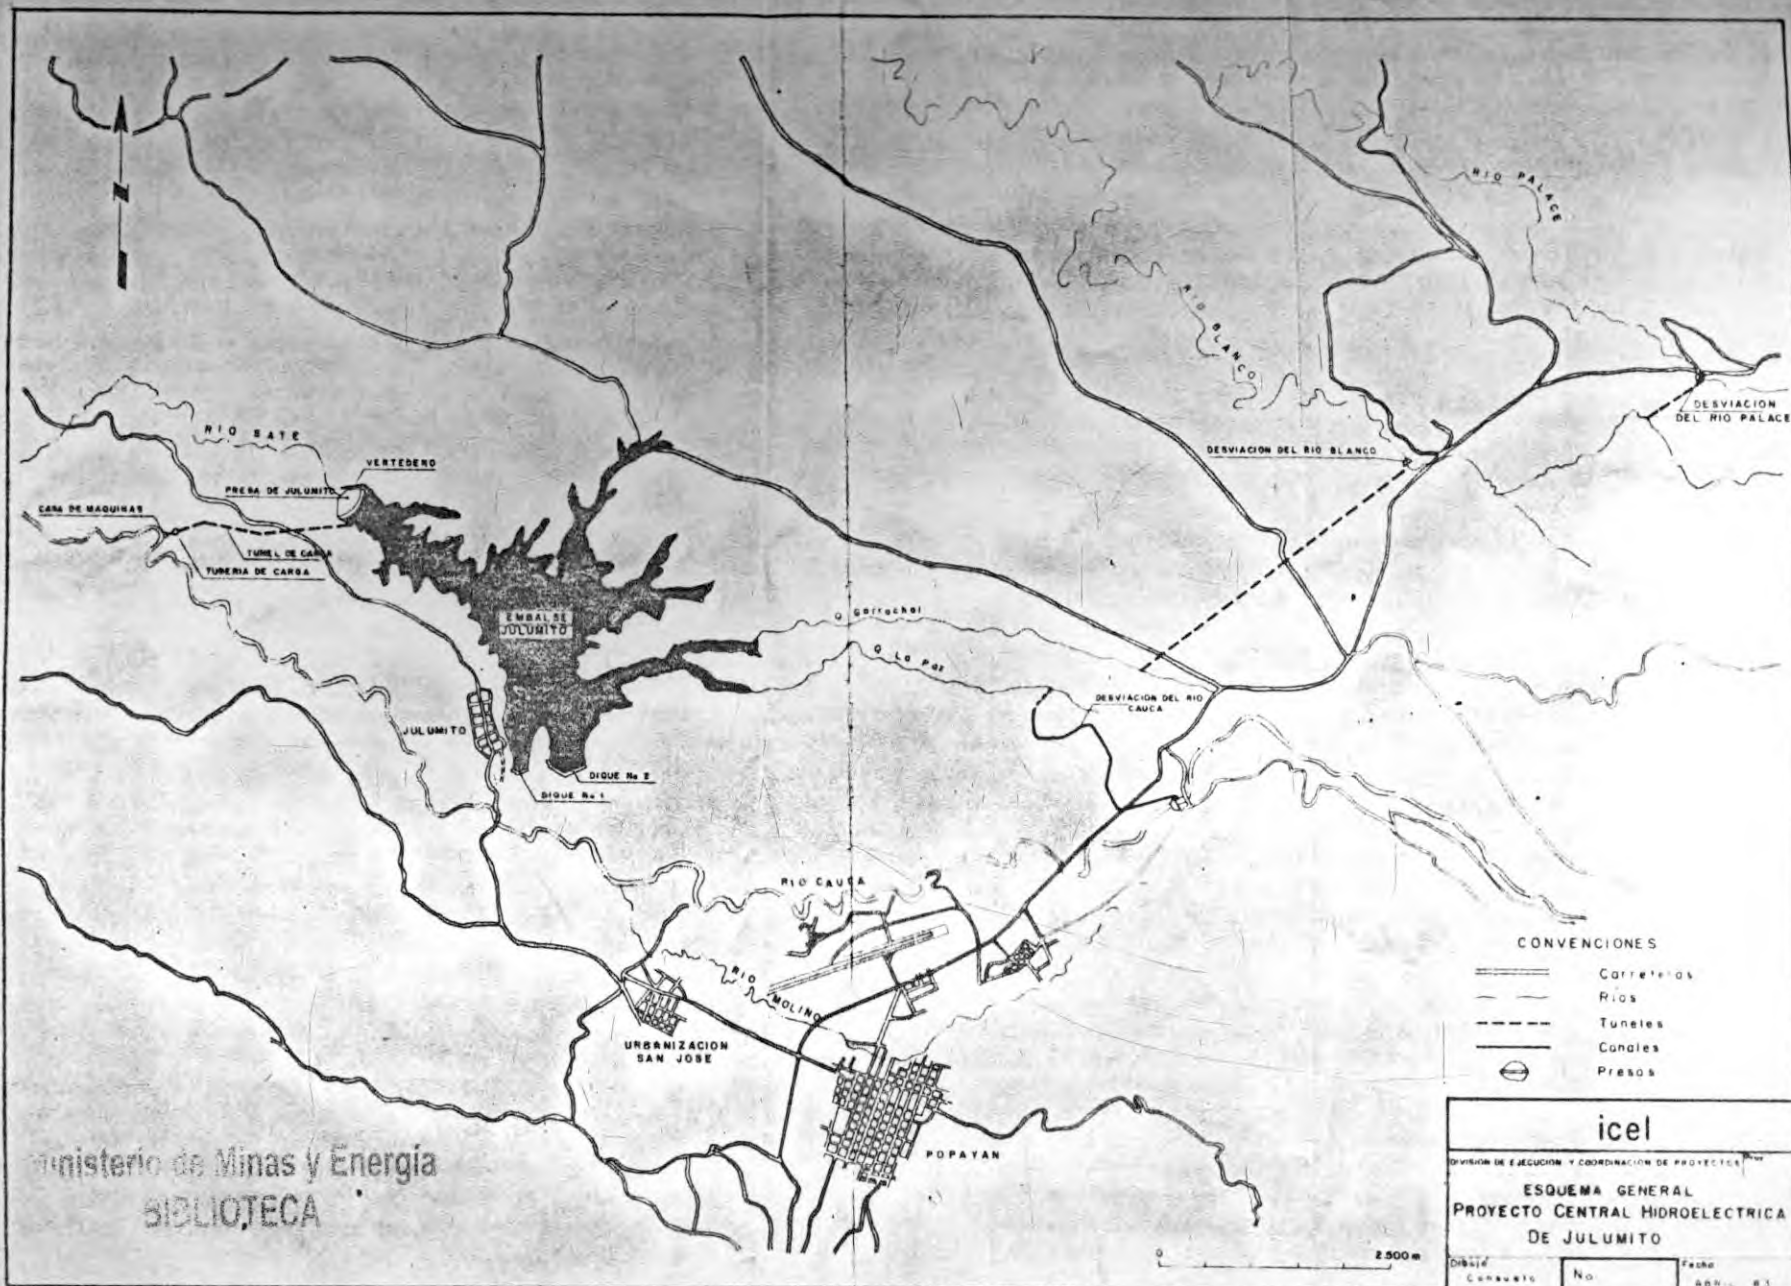 N
RIO PALACE
RIO BLANCO
DESVIACION
DEL RIO PALACE
DESVIACION DEL RIO BLANCO
RIO SATE
VERTEDERO
PRESA DE JULUMITO
CASA DE MAQUINAS
TUNEL DE CARGA
TUBERIA DE CARGA
EMBALSE
JULUMITO
Q Garrochal
Q La Paz
DESVIACION DEL RIO
CAUCA
JULUMITO
DIQUE No 2
DIQUE No 1
RIO CAUCA
RIO MOLINO
URBANIZACION
SAN JOSE
POPAYAN
CONVENCIONES
Carreteras
Rios
Tuneles
Canales
Presas
Ministerio de Minas y Energía
BIBLIOTECA
0 2.500 m
icel
DIVISION DE EJECUCION Y COORDINACION DE PROYECTOS
ESQUEMA GENERAL
PROYECTO CENTRAL HIDROELECTRICA
DE JULUMITO
Dibujó
Consuelo
No
Fecha